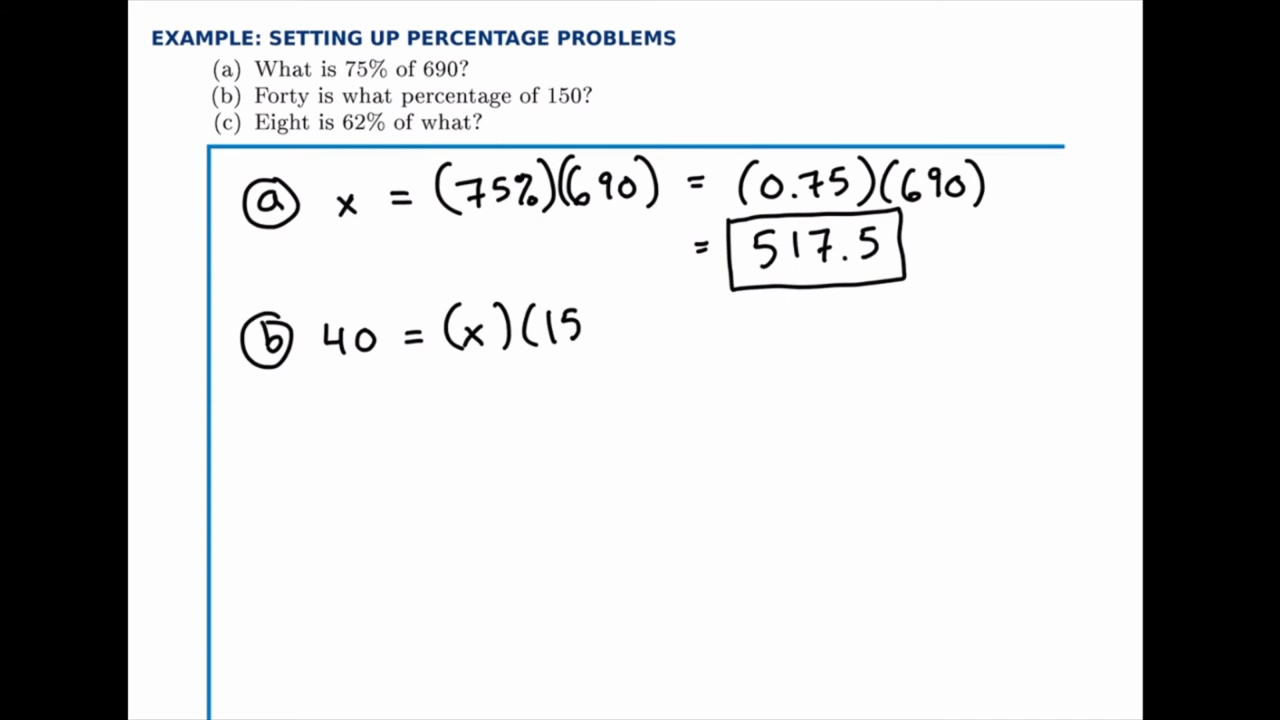 EXAMPLE: SETTING UP PERCENTAGE PROBLEMS
(a) What is 75% of 690?
(b) Forty is what percentage of 150?
(c) Eight is 62% of what?
(a) x = (75%)(690) = (0.75)(690)
= 517.5
(b) 40 = (x)(15